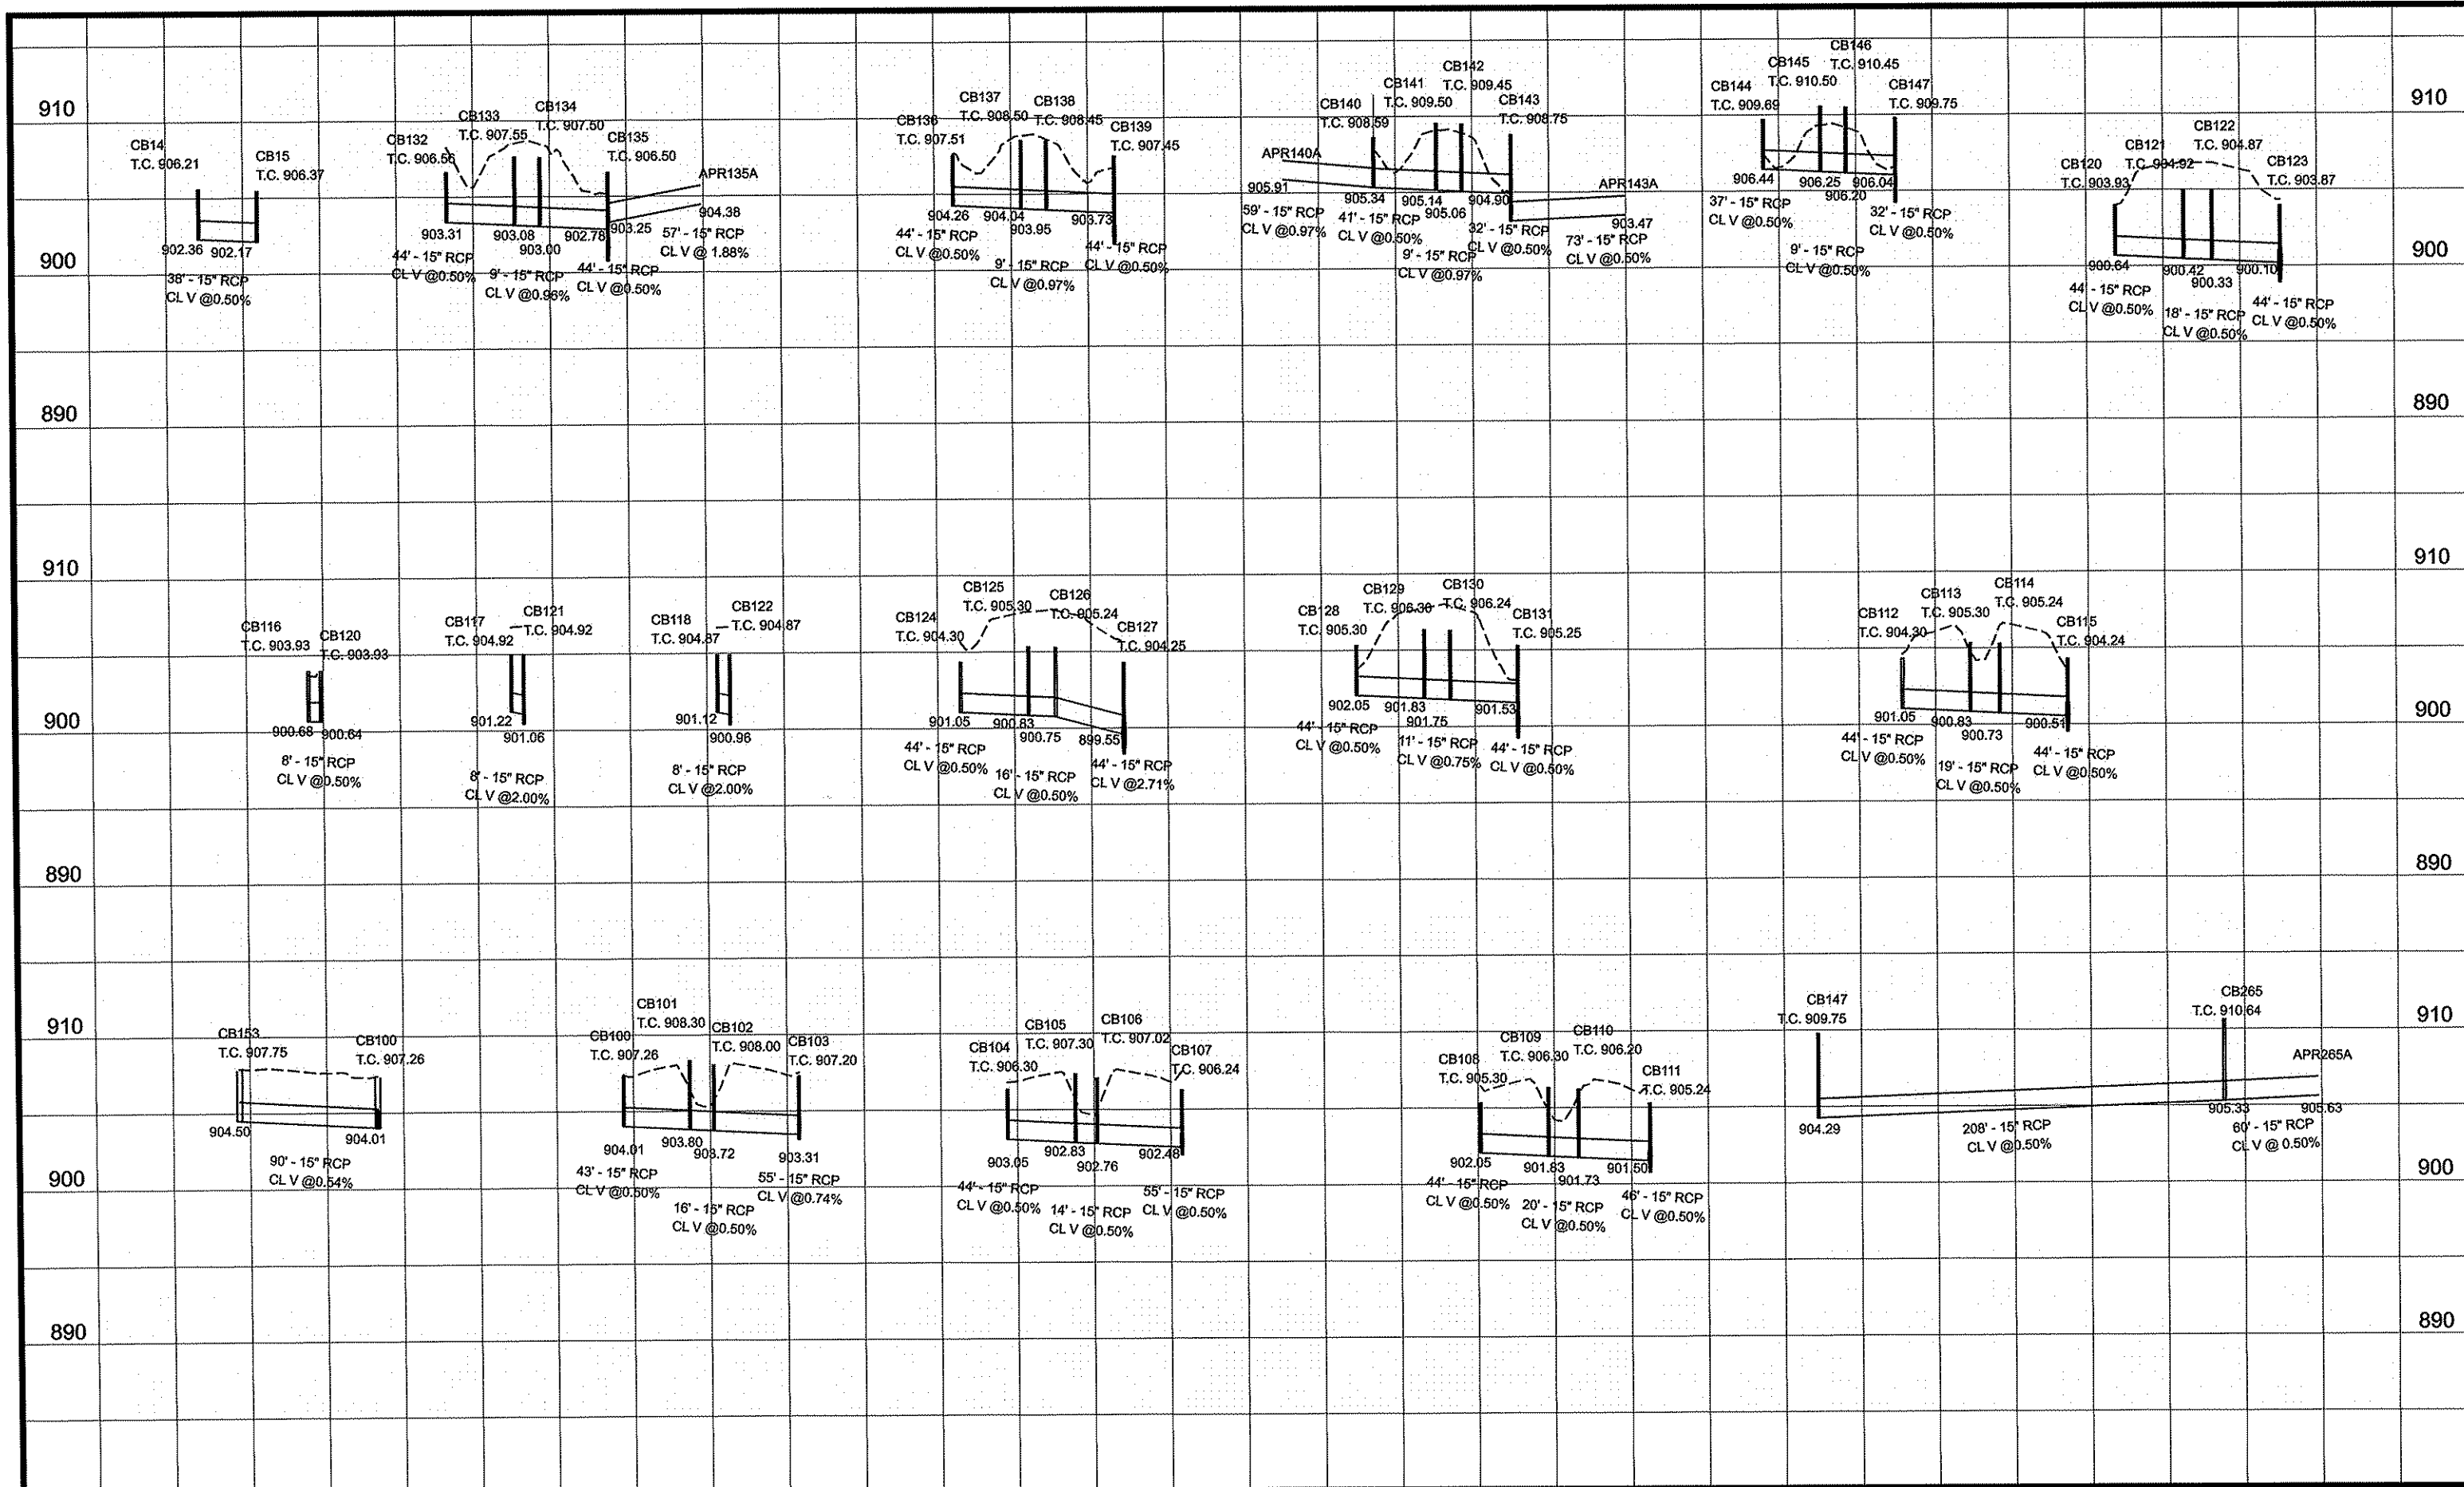 910
CB14
T.C. 906.21
CB15
T.C. 906.37
902.36
902.17
38' - 15" RCP
CL V @0.50%
CB132
T.C. 906.56
CB133
T.C. 907.55
CB134
T.C. 907.50
CB135
T.C. 906.50
APR135A
903.31
903.08
903.00
902.78
903.25
904.38
44' - 15" RCP
CL V @0.50%
9' - 15" RCP
CL V @0.96%
44' - 15" RCP
CL V @0.50%
57' - 15" RCP
CL V @ 1.88%
CB136
T.C. 907.51
CB137
T.C. 908.50
CB138
T.C. 908.45
CB139
T.C. 907.45
904.26
904.04
903.95
903.73
44' - 15" RCP
CL V @0.50%
9' - 15" RCP
CL V @0.97%
44' - 15" RCP
CL V @0.50%
APR140A
CB140
T.C. 908.59
CB141
T.C. 909.50
CB142
T.C. 909.45
CB143
T.C. 908.75
APR143A
905.91
905.34
905.14
905.06
904.90
903.47
59' - 15" RCP
CL V @0.97%
41' - 15" RCP
CL V @0.50%
9' - 15" RCP
CL V @0.97%
32' - 15" RCP
CL V @0.50%
73' - 15" RCP
CL V @0.50%
CB144
T.C. 909.69
CB145
T.C. 910.50
CB146
T.C. 910.45
CB147
T.C. 909.75
906.44
906.25
906.20
906.04
37' - 15" RCP
CL V @0.50%
9' - 15" RCP
CL V @0.50%
32' - 15" RCP
CL V @0.50%
CB120
T.C. 903.93
CB121
T.C. 904.92
CB122
T.C. 904.87
CB123
T.C. 903.87
900.64
900.42
900.33
900.10
44' - 15" RCP
CL V @0.50%
18' - 15" RCP
CL V @0.50%
44' - 15" RCP
CL V @0.50%
910
900
900
890
890
910
CB116
T.C. 903.93
CB120
T.C. 903.93
900.68
900.64
8' - 15" RCP
CL V @0.50%
CB117
T.C. 904.92
CB121
T.C. 904.92
901.22
901.06
8' - 15" RCP
CL V @2.00%
CB118
T.C. 904.87
CB122
T.C. 904.87
901.12
900.96
8' - 15" RCP
CL V @2.00%
CB124
T.C. 904.30
CB125
T.C. 905.30
CB126
T.C. 905.24
CB127
T.C. 904.25
901.05
900.83
900.75
899.55
44' - 15" RCP
CL V @0.50%
16' - 15" RCP
CL V @0.50%
44' - 15" RCP
CL V @2.71%
CB128
T.C. 905.30
CB129
T.C. 906.30
CB130
T.C. 906.24
CB131
T.C. 905.25
902.05
901.83
901.75
901.53
44' - 15" RCP
CL V @0.50%
11' - 15" RCP
CL V @0.75%
44' - 15" RCP
CL V @0.50%
CB112
T.C. 904.30
CB113
T.C. 905.30
CB114
T.C. 905.24
CB115
T.C. 904.24
901.05
900.83
900.73
900.51
44' - 15" RCP
CL V @0.50%
19' - 15" RCP
CL V @0.50%
44' - 15" RCP
CL V @0.50%
910
900
900
890
890
910
CB153
T.C. 907.75
CB100
T.C. 907.26
904.50
904.01
90' - 15" RCP
CL V @0.54%
CB100
T.C. 907.26
CB101
T.C. 908.30
CB102
T.C. 908.00
CB103
T.C. 907.20
904.01
903.80
903.72
903.31
43' - 15" RCP
CL V @0.50%
16' - 15" RCP
CL V @0.50%
55' - 15" RCP
CL V @0.74%
CB104
T.C. 906.30
CB105
T.C. 907.30
CB106
T.C. 907.02
CB107
T.C. 906.24
903.05
902.83
902.76
902.48
44' - 15" RCP
CL V @0.50%
14' - 15" RCP
CL V @0.50%
55' - 15" RCP
CL V @0.50%
CB108
T.C. 905.30
CB109
T.C. 906.30
CB110
T.C. 906.20
CB111
T.C. 905.24
902.05
901.83
901.73
901.50
44' - 15" RCP
CL V @0.50%
20' - 15" RCP
CL V @0.50%
46' - 15" RCP
CL V @0.50%
CB147
T.C. 909.75
CB265
T.C. 910.64
APR265A
904.29
905.33
905.63
208' - 15" RCP
CL V @0.50%
60' - 15" RCP
CL V @ 0.50%
910
900
900
890
890